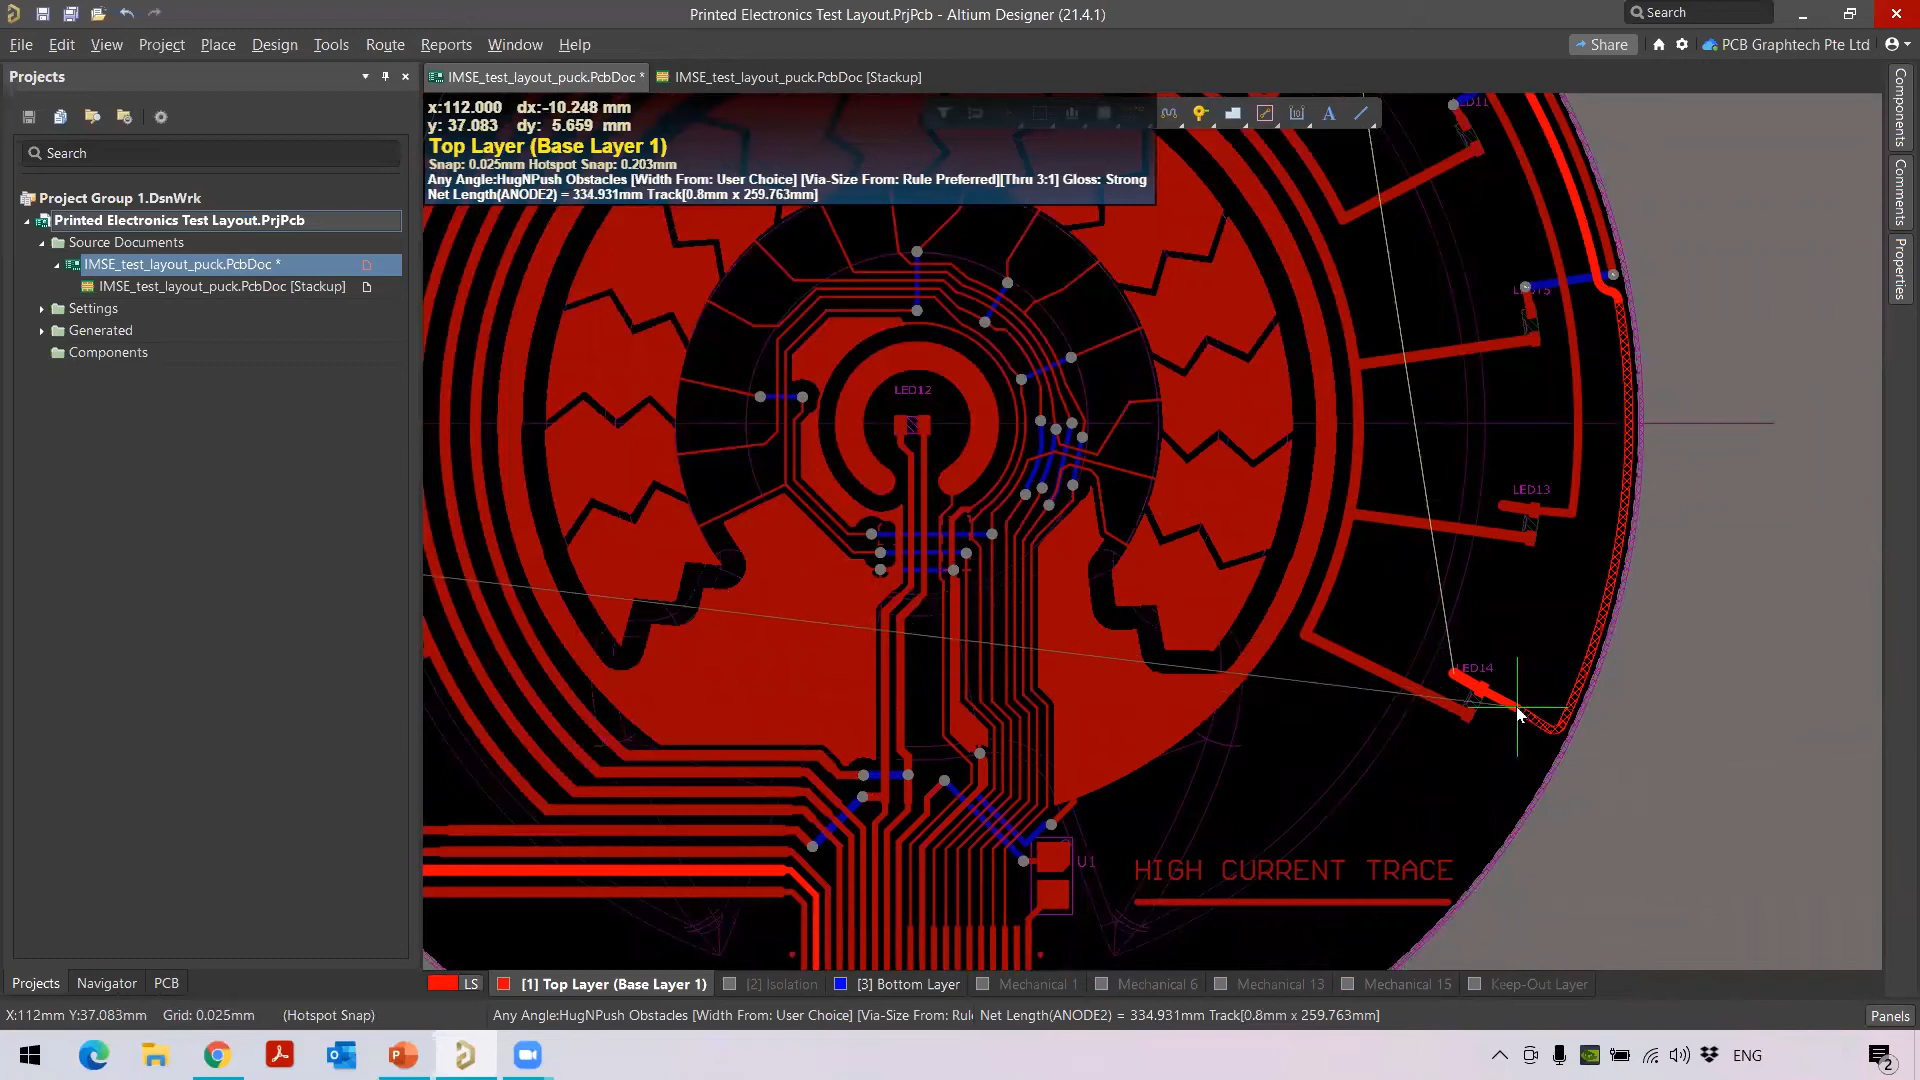 Printed Electronics Test Layout.PrjPcb - Altium Designer (21.4.1)
Search
File Edit View Project Place Design Tools Route Reports Window Help
Share
PCB Graphtech Pte Ltd
Projects
IMSE_test_layout_puck.PcbDoc *
IMSE_test_layout_puck.PcbDoc [Stackup]
Components
Comments
Properties
Search
Project Group 1.DsnWrk
Printed Electronics Test Layout.PrjPcb
Source Documents
IMSE_test_layout_puck.PcbDoc *
IMSE_test_layout_puck.PcbDoc [Stackup]
Settings
Generated
Components
x:112.000 dx:-10.248 mm
y: 37.083 dy: 5.659 mm
Top Layer (Base Layer 1)
Snap: 0.025mm Hotspot Snap: 0.203mm
Any Angle:HugNPush Obstacles [Width From: User Choice] [Via-Size From: Rule Preferred][Thru 3:1] Gloss: Strong
Net Length(ANODE2) = 334.931mm Track[0.8mm x 259.763mm]
LED12
LED13
LED14
U1
HIGH CURRENT TRACE
Projects Navigator PCB
LS
[1] Top Layer (Base Layer 1)
[2] Isolation
[3] Bottom Layer
Mechanical 1
Mechanical 6
Mechanical 13
Mechanical 15
Keep-Out Layer
X:112mm Y:37.083mm Grid: 0.025mm (Hotspot Snap)
Any Angle:HugNPush Obstacles [Width From: User Choice] [Via-Size From: Rul
Net Length(ANODE2) = 334.931mm Track[0.8mm x 259.763mm]
Panels
ENG
2